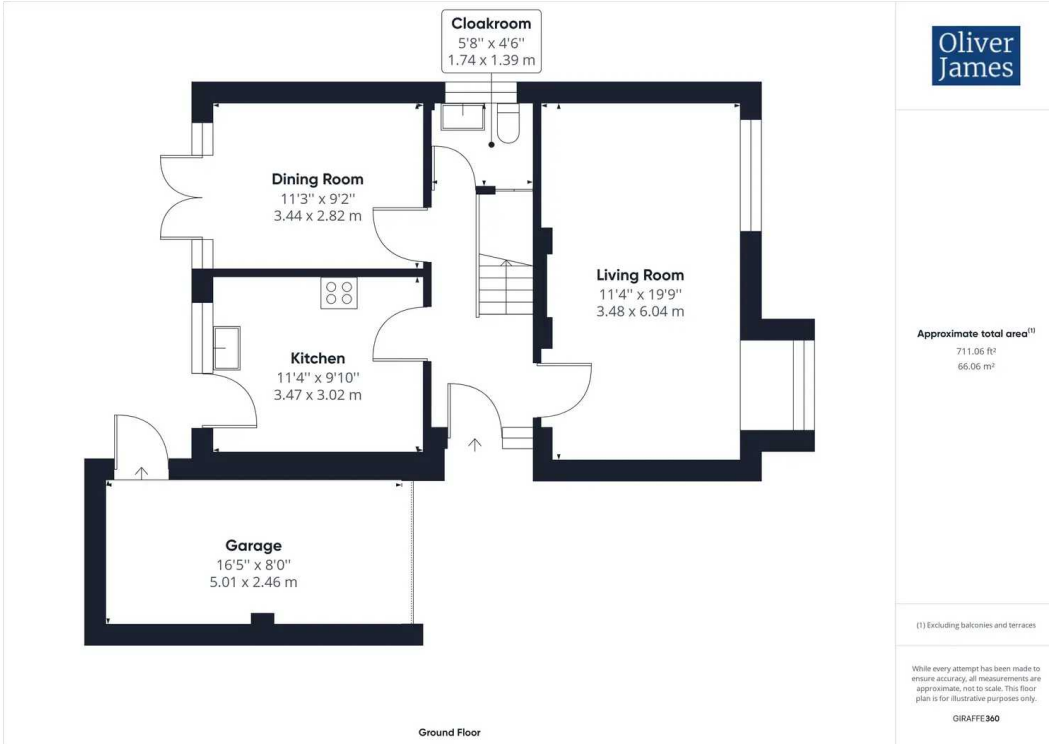 Cloakroom
5'8'' x 4'6''
1.74 x 1.39 m
Oliver
James
Dining Room
11'3'' x 9'2''
3.44 x 2.82 m
Living Room
11'4'' x 19'9''
3.48 x 6.04 m
Kitchen
11'4'' x 9'10''
3.47 x 3.02 m
Approximate total area(1)
711.06 ft²
66.06 m²
Garage
16'5'' x 8'0''
5.01 x 2.46 m
(1) Excluding balconies and terraces
While every attempt has been made to
ensure accuracy, all measurements are
approximate, not to scale. This floor
plan is for illustrative purposes only.
GIRAFFE360
Ground Floor